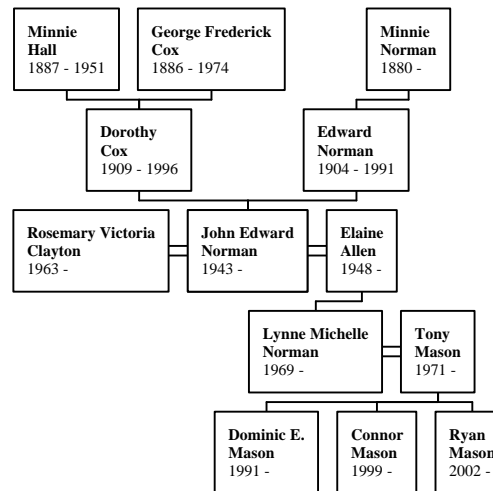 Minnie
Hall
1887 - 1951
George Frederick
Cox
1886 - 1974
Minnie
Norman
1880 -
Dorothy
Cox
1909 - 1996
Edward
Norman
1904 - 1991
Rosemary Victoria
Clayton
1963 -
John Edward
Norman
1943 -
Elaine
Allen
1948 -
Lynne Michelle
Norman
1969 -
Tony
Mason
1971 -
Dominic E.
Mason
1991 -
Connor
Mason
1999 -
Ryan
Mason
2002 -